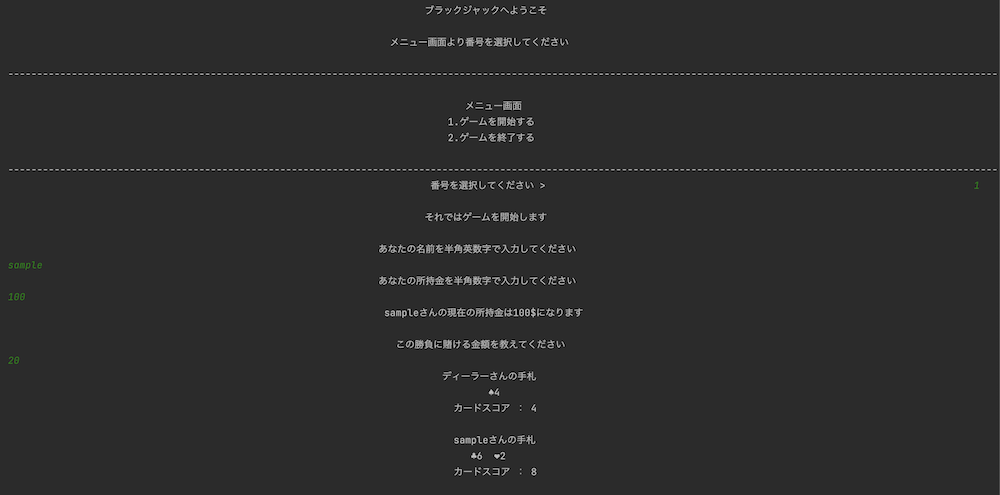 ブラックジャックへようこそ
メニュー画面より番号を選択してください
メニュー画面
1.ゲームを開始する
2.ゲームを終了する
番号を選択してください > 1
それではゲームを開始します
あなたの名前を半角英数字で入力してください
sample
あなたの所持金を半角数字で入力してください
100
sampleさんの現在の所持金は100$になります
この勝負に賭ける金額を教えてください
20
ディーラーさんの手札
♠4
カードスコア : 4
sampleさんの手札
♣6 ♥2
カードスコア : 8